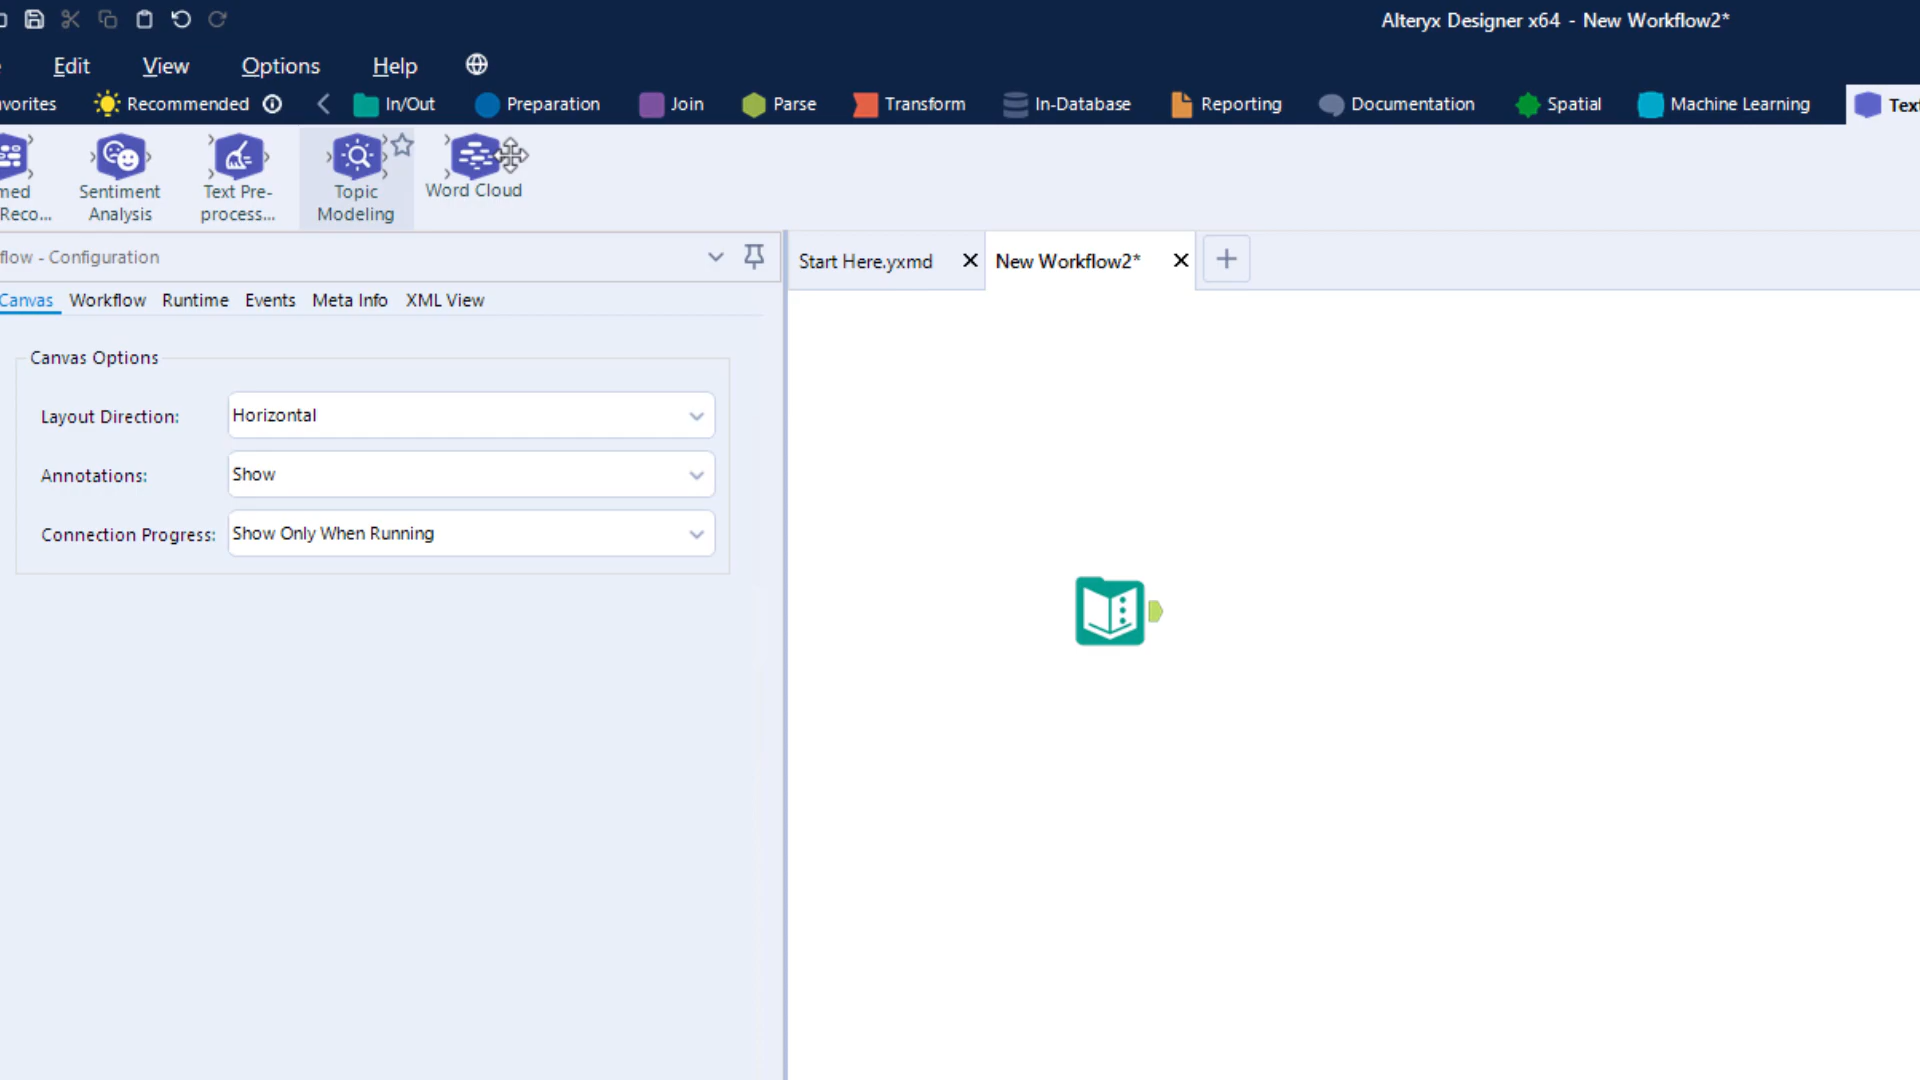 Alteryx Designer x64 - New Workflow2*
Edit View Options Help
vorites Recommended In/Out Preparation Join Parse Transform In-Database Reporting Documentation Spatial Machine Learning Text
med Reco...
Sentiment Analysis
Text Pre-process...
Topic Modeling
Word Cloud
flow - Configuration
Start Here.yxmd New Workflow2*
Canvas Workflow Runtime Events Meta Info XML View
Canvas Options
Layout Direction: Horizontal
Annotations: Show
Connection Progress: Show Only When Running